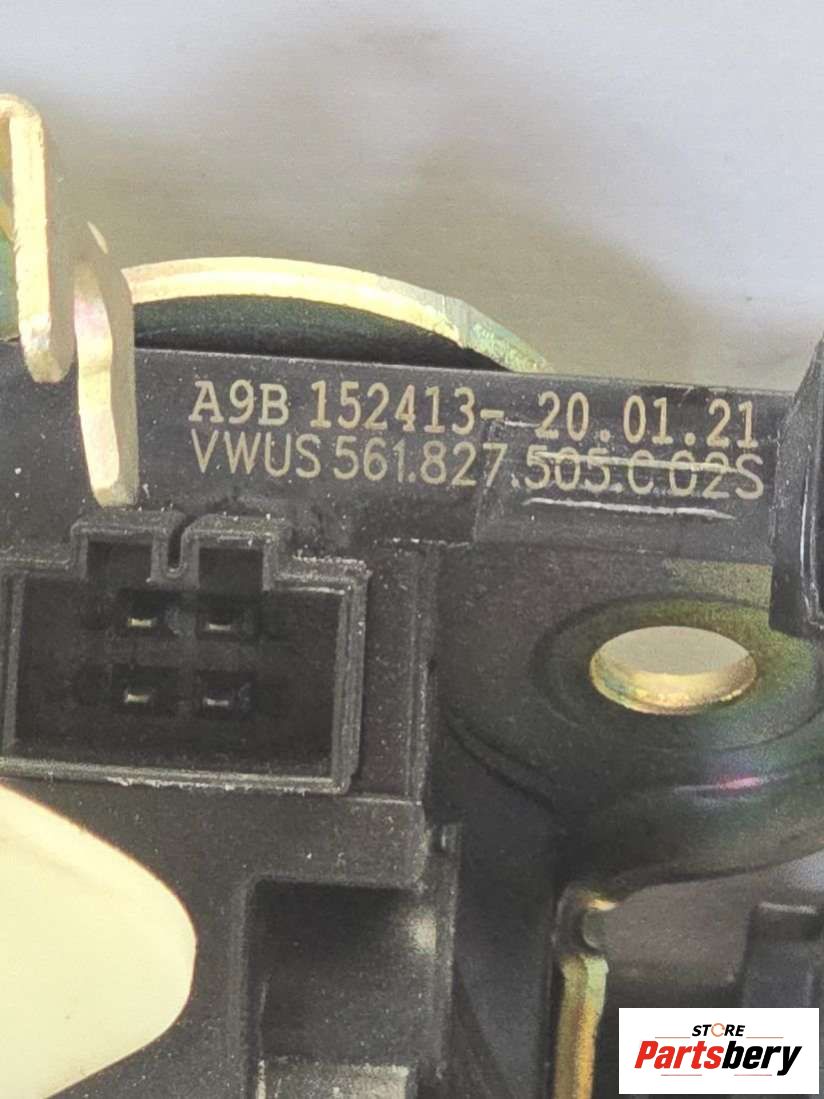 A9B 152413- 20.01.21
VWUS 561.827.505.C 02S
STORE
Partsbery